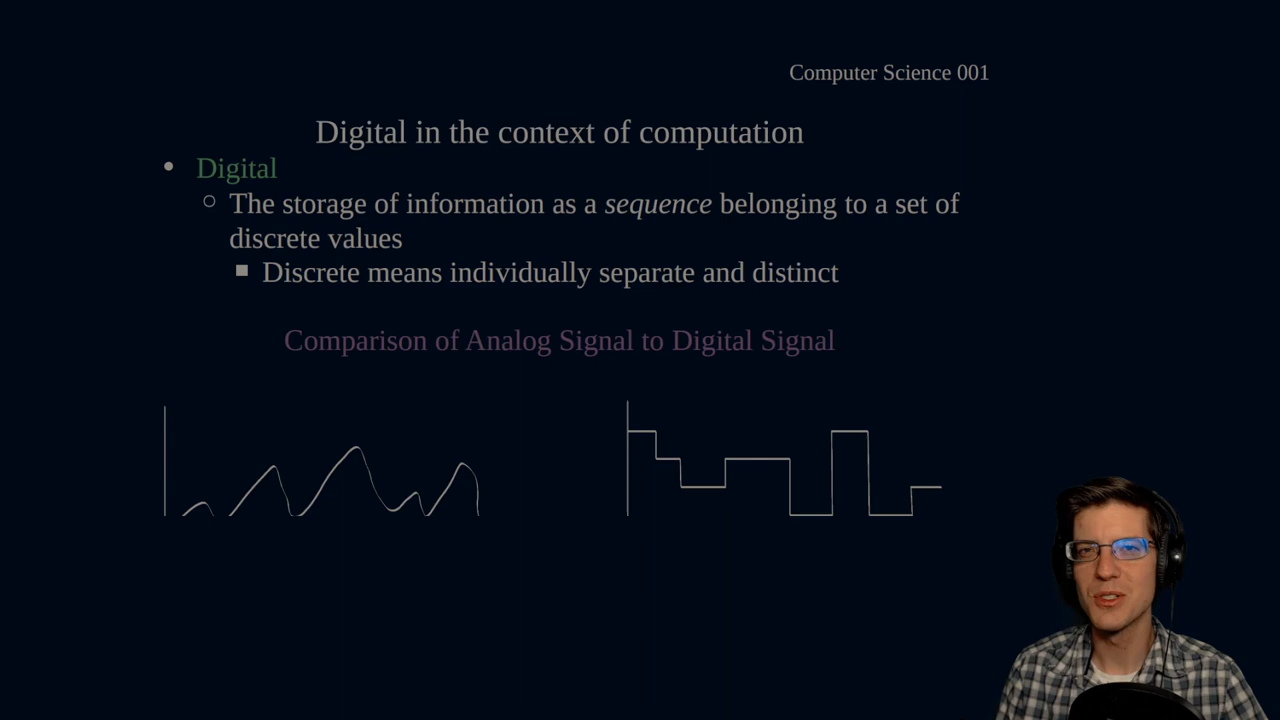 Computer Science 001
Digital in the context of computation
Digital
The storage of information as a sequence belonging to a set of
discrete values
Discrete means individually separate and distinct
Comparison of Analog Signal to Digital Signal